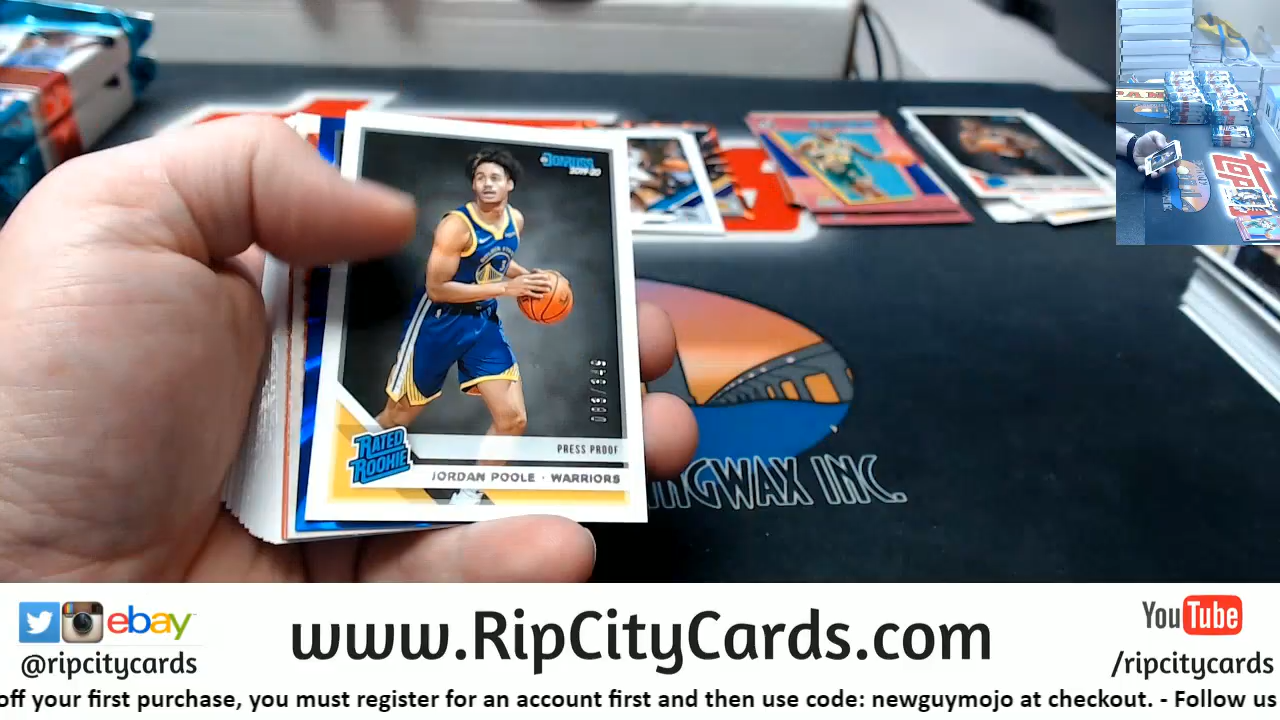 DONRUSS
2019-20
PRESS PROOF
RATED
ROOKIE
JORDAN POOLE · WARRIORS
INGWAX INC.
ebay
@ripcitycards
www.RipCityCards.com
YouTube
/ripcitycards
off your first purchase, you must register for an account first and then use code: newguymojo at checkout. - Follow us